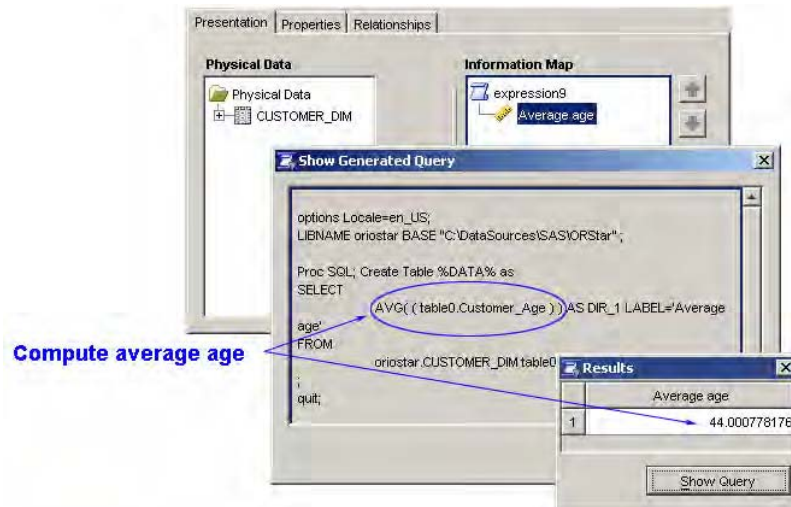 Presentation Properties Relationships
Physical Data
Information Map
Physical Data
CUSTOMER_DIM
expression9
Average age
Show Generated Query
options Locale=en_US;
LIBNAME oriostar BASE "C:\DataSources\SAS\ORStar" ;
Proc SQL; Create Table %DATA% as
SELECT
AVG( ( table0.Customer_Age ) ) AS DIR_1 LABEL='Average
age'
FROM
oriostar.CUSTOMER_DIM table0
;
quit;
Compute average age
Results
Average age
1 44.000778176
Show Query